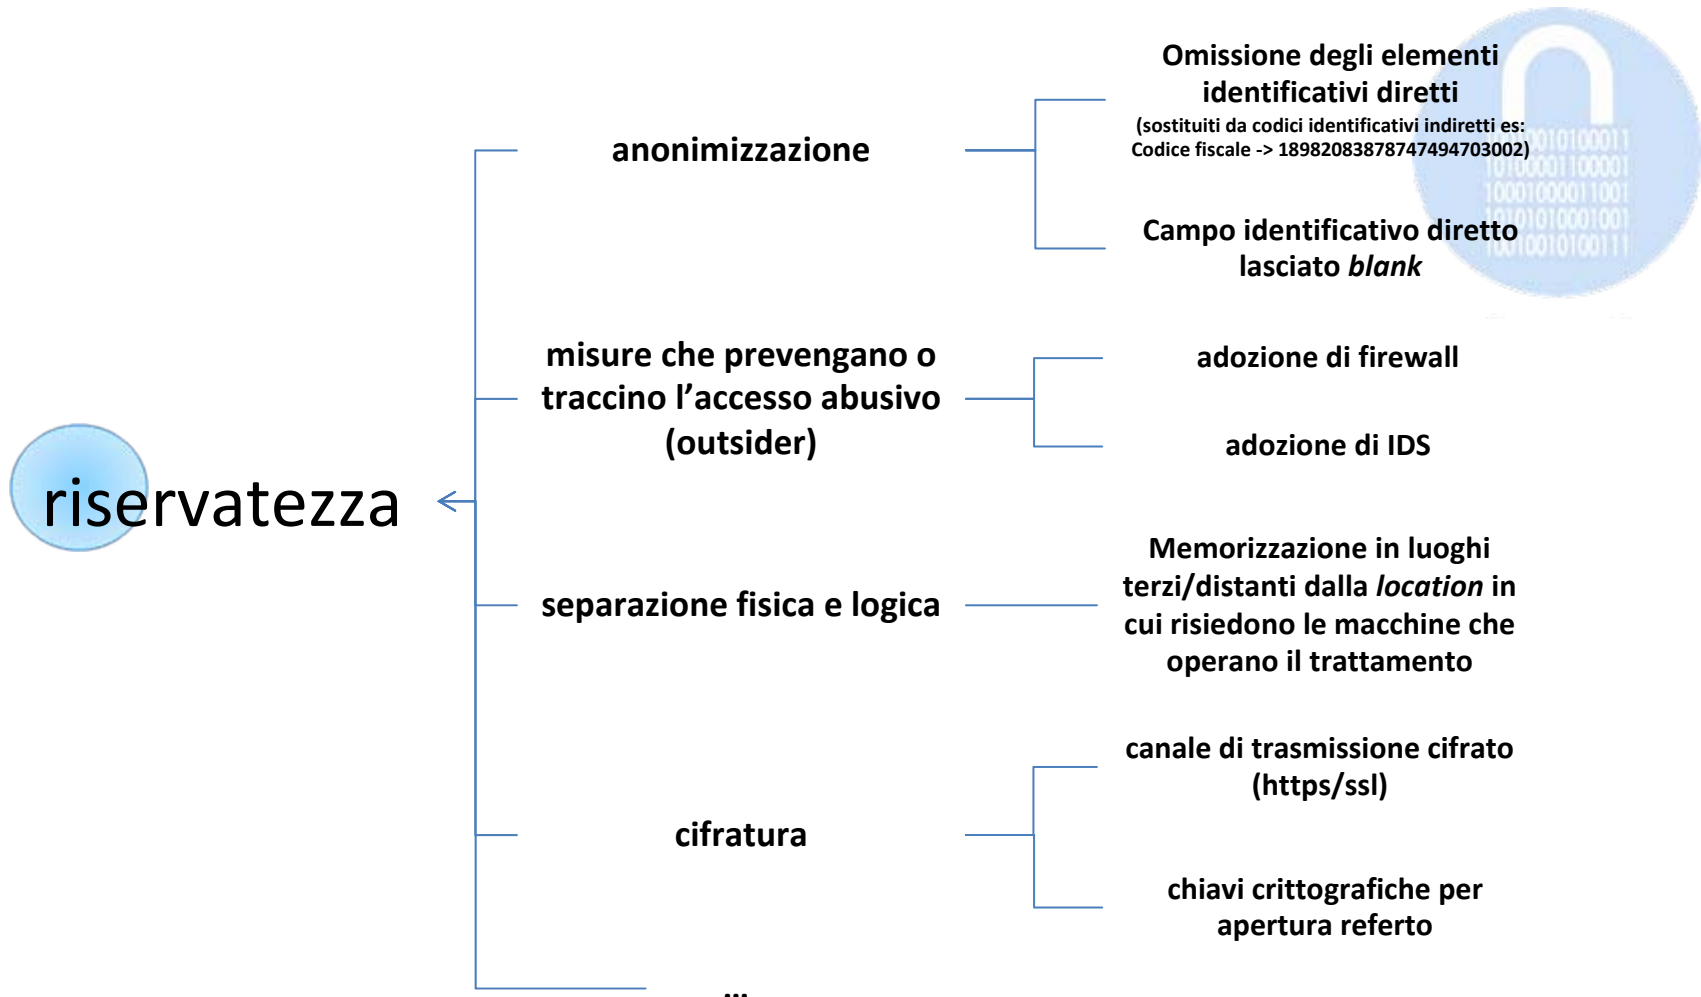 Omissione degli elementi
identificativi diretti
(sostituiti da codici identificativi indiretti es:
Codice fiscale -> 18982083878747494703002)
anonimizzazione
Campo identificativo diretto
lasciato blank
misure che prevengano o
traccino l'accesso abusivo
(outsider)
adozione di firewall
adozione di IDS
riservatezza
separazione fisica e logica
Memorizzazione in luoghi
terzi/distanti dalla location in
cui risiedono le macchine che
operano il trattamento
cifratura
canale di trasmissione cifrato
(https/ssl)
chiavi crittografiche per
apertura referto
...